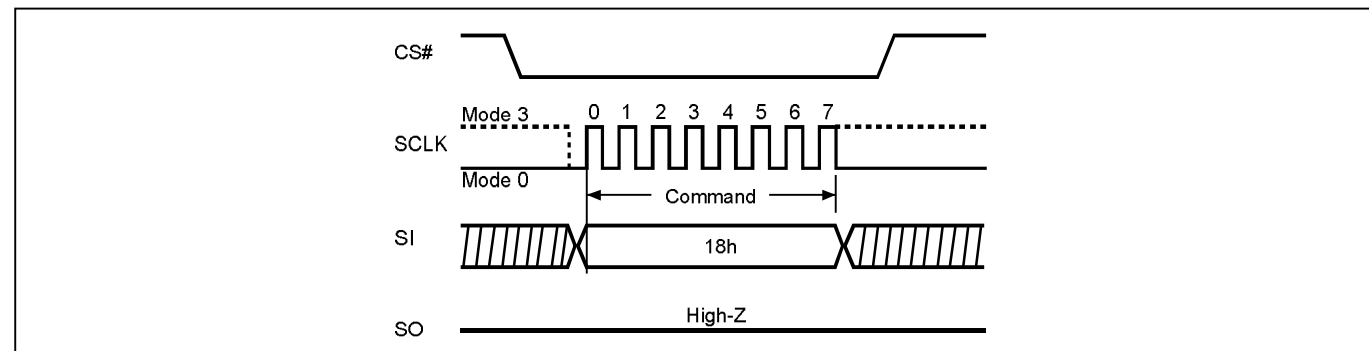 CS#
Mode 3
0 1 2 3 4 5 6 7
SCLK
Mode 0
Command
SI
18h
High-Z
SO